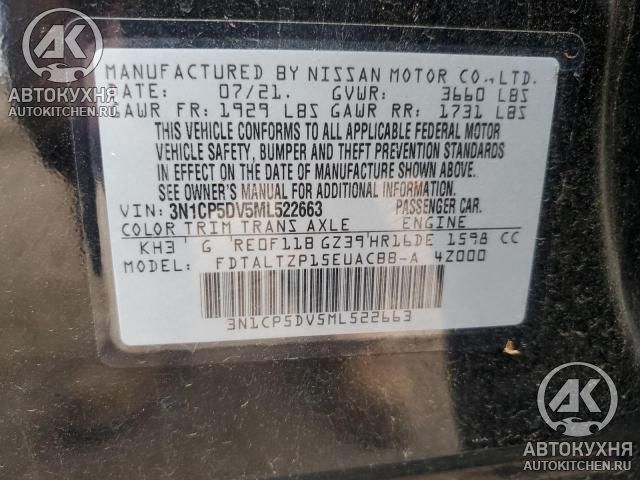 AK
АВТОКУХНЯ
AUTOKITCHEN.RU
MANUFACTURED BY NISSAN MOTOR CO.,LTD.
DATE: 07/21. GVWR: 3660 LBS
GAWR FR: 1929 LBS GAWR RR: 1731 LBS
THIS VEHICLE CONFORMS TO ALL APPLICABLE FEDERAL MOTOR
VEHICLE SAFETY, BUMPER AND THEFT PREVENTION STANDARDS
IN EFFECT ON THE DATE OF MANUFACTURE SHOWN ABOVE.
SEE OWNER'S MANUAL FOR ADDITIONAL INFORMATION.
VIN: 3N1CP5DV5ML522663 PASSENGER CAR.
COLOR TRIM TRANS AXLE ENGINE
KH3 G RE0F11B GZ39 HR16DE 1598 CC
MODEL: FDTALTZP15EUACBB-A 4Z000
3N1CP5DV5ML522663
AK
АВТОКУХНЯ
AUTOKITCHEN.RU